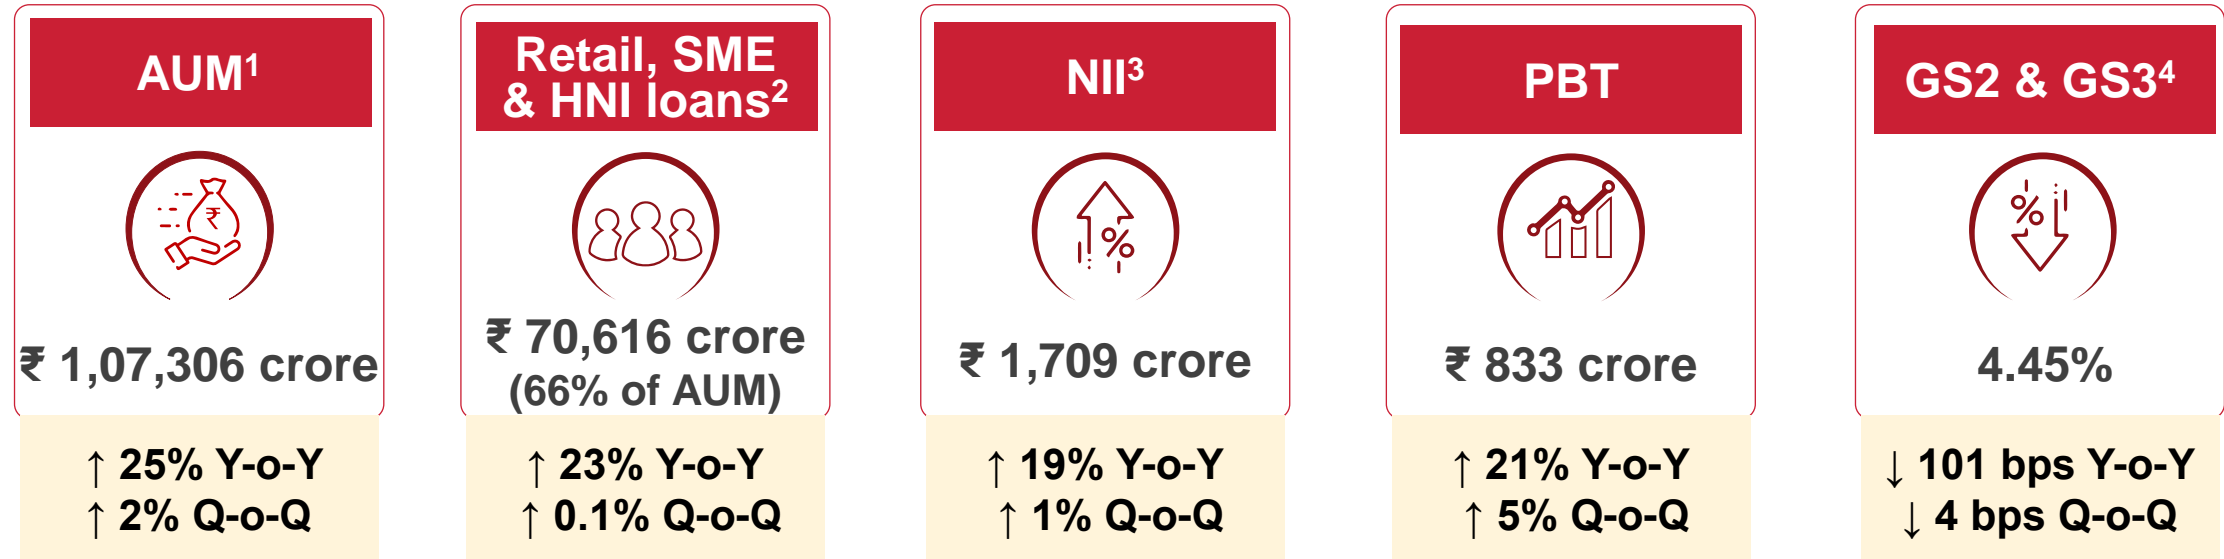 AUM¹
₹
₹ 1,07,306 crore
↑ 25% Y-o-Y
↑ 2% Q-o-Q
Retail, SME
& HNI loans²
₹ 70,616 crore
(66% of AUM)
↑ 23% Y-o-Y
↑ 0.1% Q-o-Q
NII³
%
₹ 1,709 crore
↑ 19% Y-o-Y
↑ 1% Q-o-Q
PBT
₹ 833 crore
↑ 21% Y-o-Y
↑ 5% Q-o-Q
GS2 & GS3⁴
%
4.45%
↓ 101 bps Y-o-Y
↓ 4 bps Q-o-Q